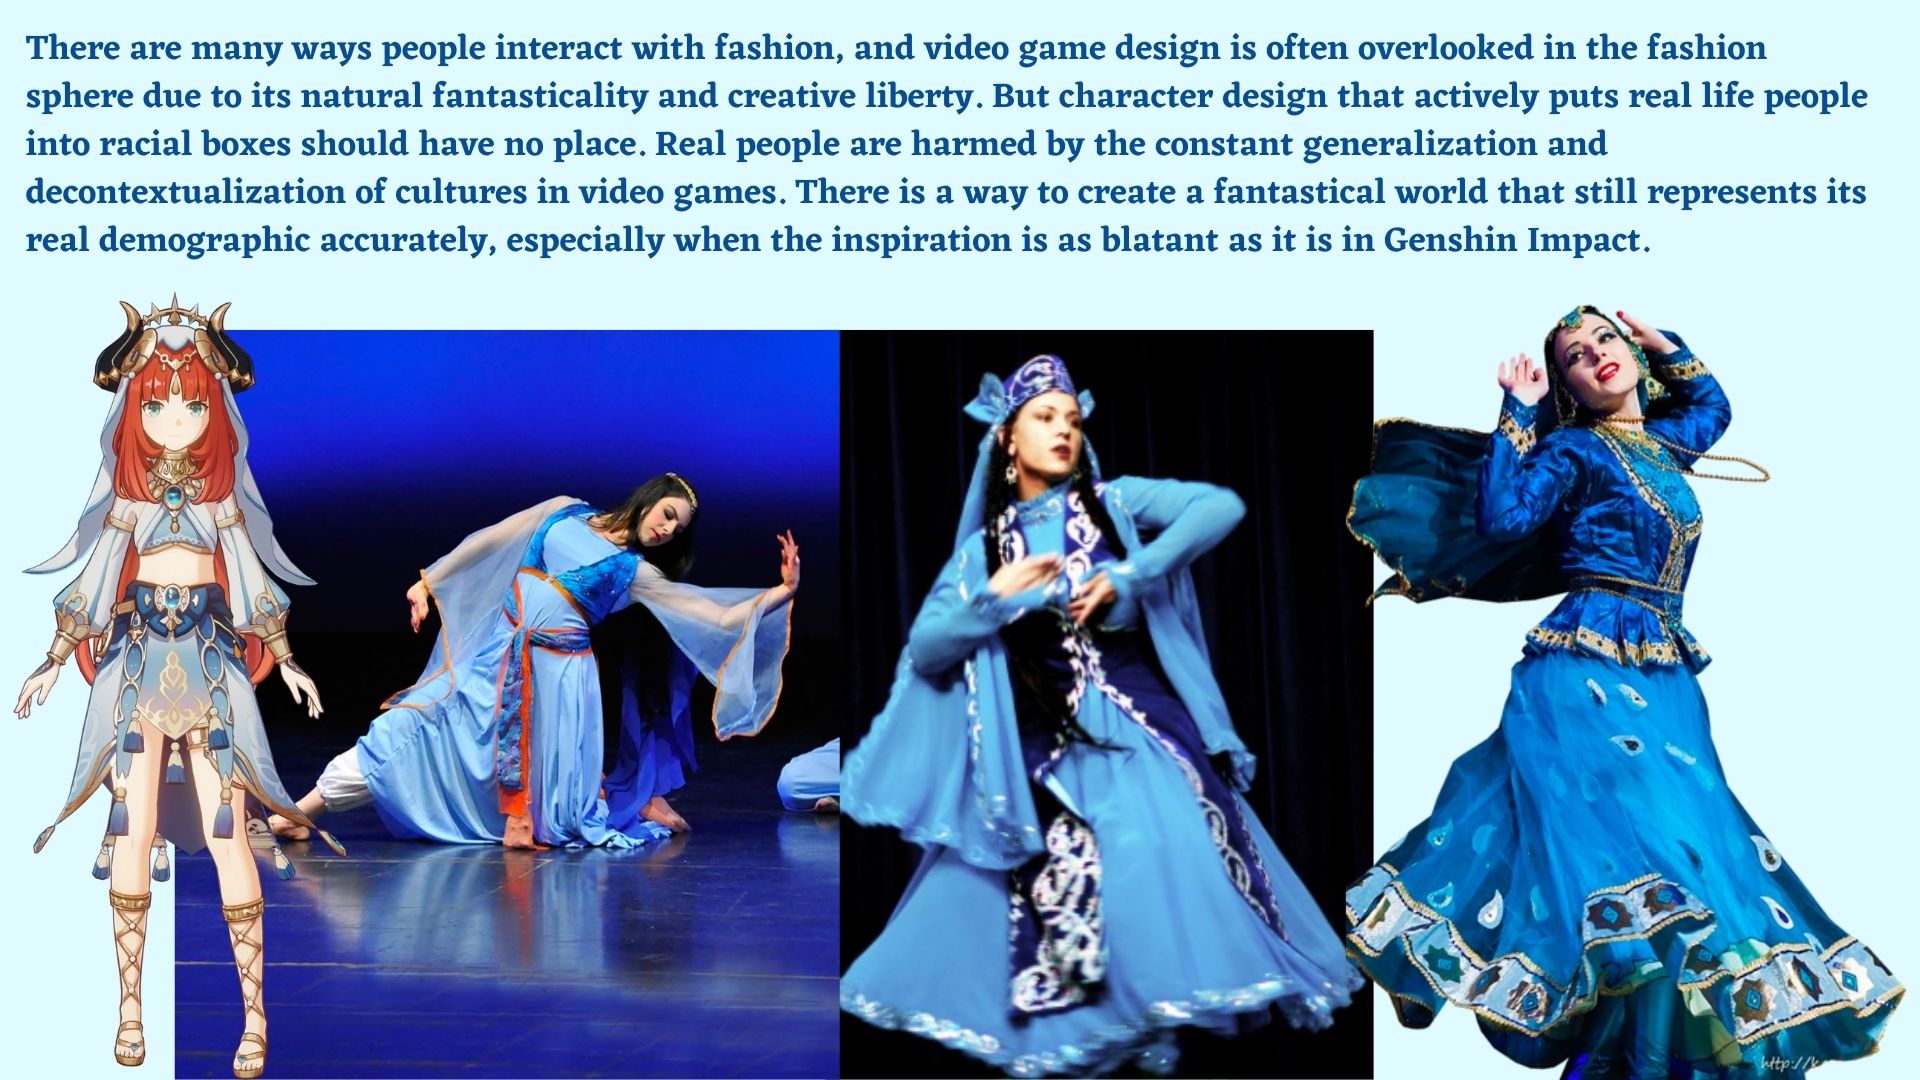 There are many ways people interact with fashion, and video game design is often overlooked in the fashion
sphere due to its natural fantasticality and creative liberty. But character design that actively puts real life people
into racial boxes should have no place. Real people are harmed by the constant generalization and
decontextualization of cultures in video games. There is a way to create a fantastical world that still represents its
real demographic accurately, especially when the inspiration is as blatant as it is in Genshin Impact.